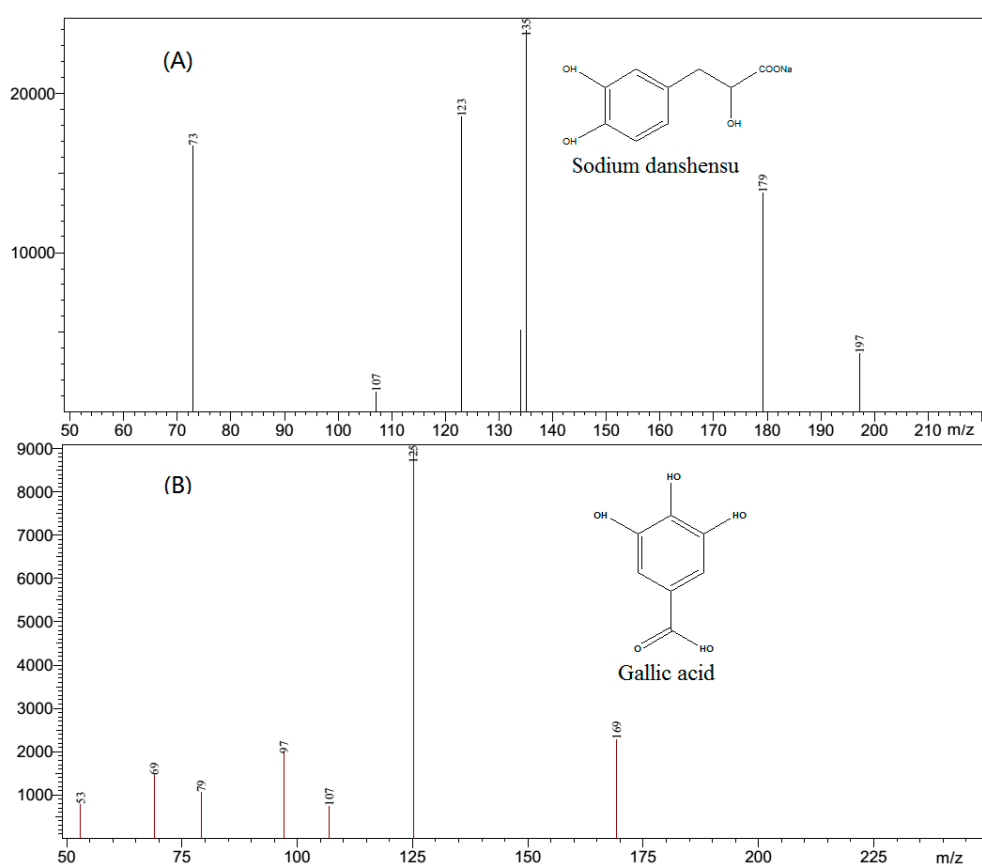 (A)
135
20000
123
73
179
10000
197
107
OH
OH
COONa
OH
Sodium danshensu
50 60 70 80 90 100 110 120 130 140 150 160 170 180 190 200 210 m/z
(B)
9000
125
8000
7000
6000
5000
4000
3000
2000
1000
169
97
69
79
107
53
HO
OH
HO
O
HO
Gallic acid
50 75 100 125 150 175 200 225 m/z